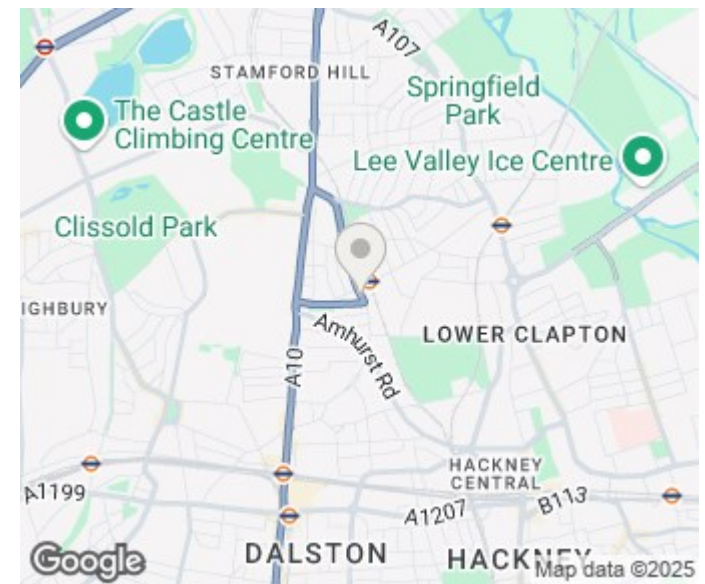 A107
STAMFORD HILL
Springfield
Park
The Castle
Climbing Centre
Lee Valley Ice Centre
Clissold Park
IGHBURY
Amhurst Rd
LOWER CLAPTON
A10
HACKNEY
CENTRAL
A1199
A1207
B113
DALSTON
HACKNEY
Google
Map data ©2025